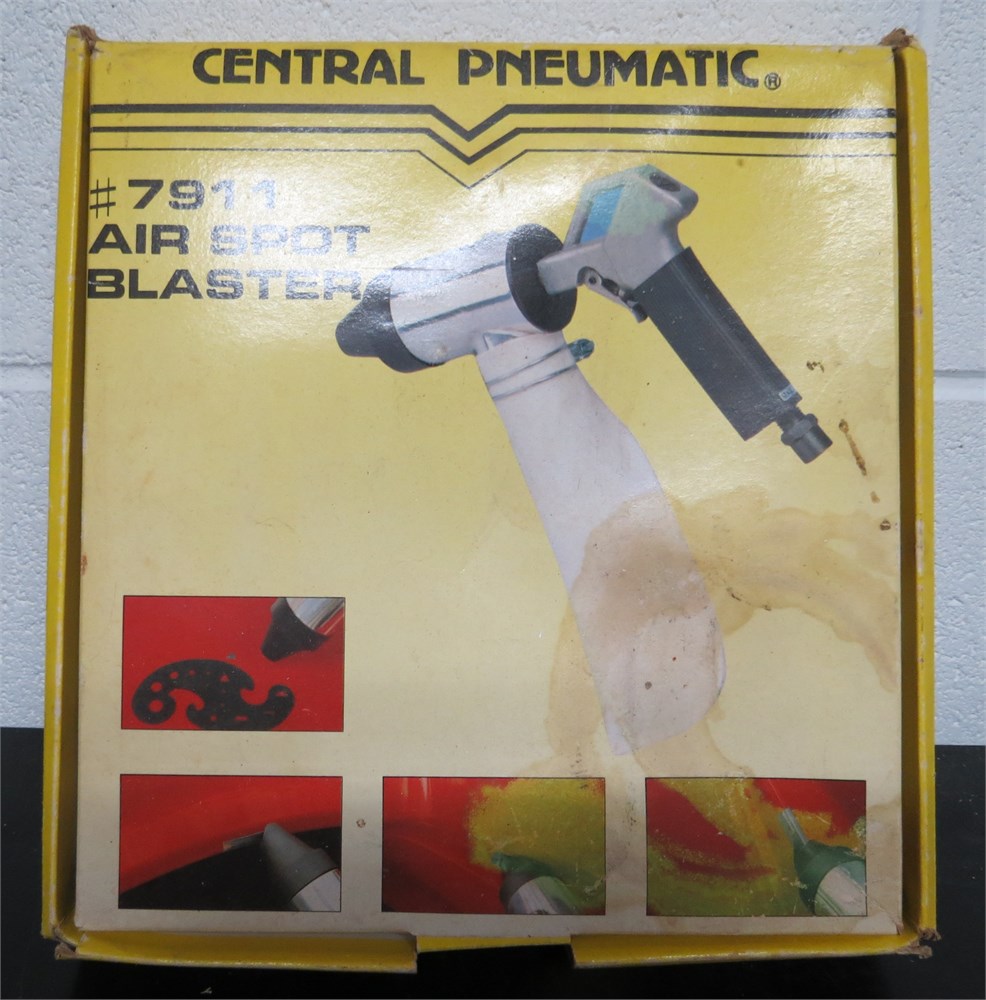 CENTRAL PNEUMATIC®
#7911
AIR SPOT
BLASTER